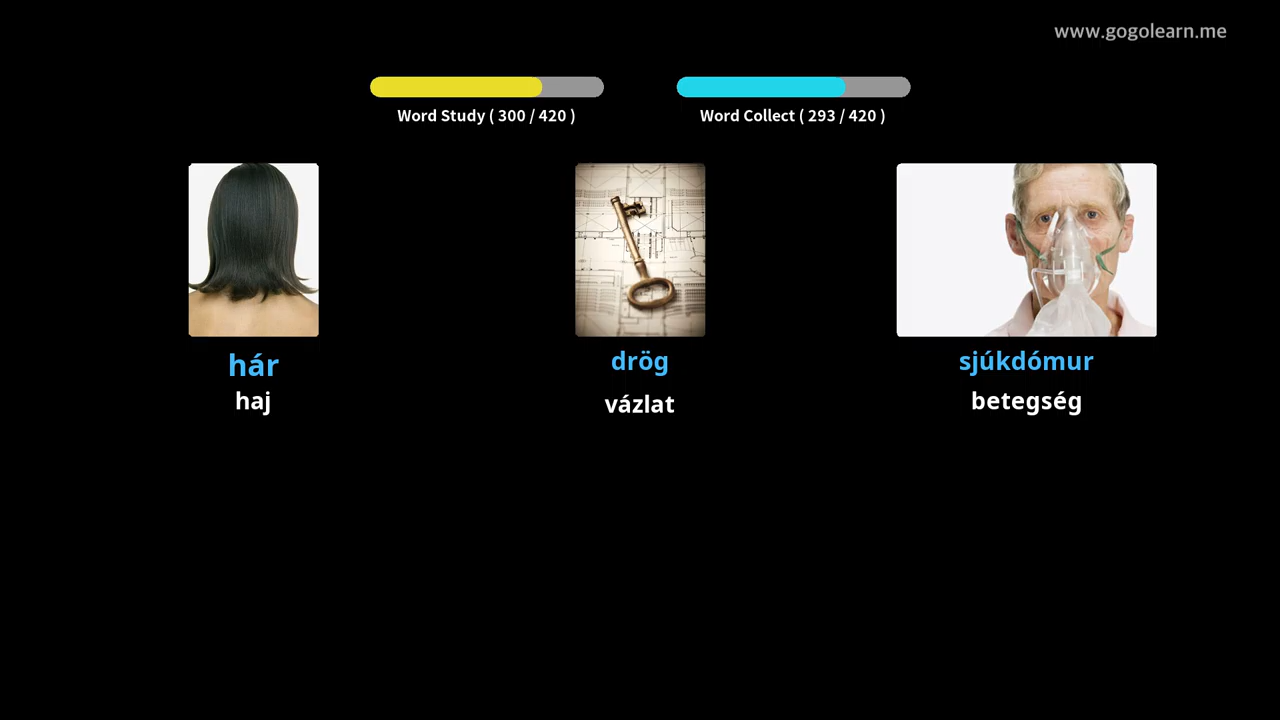 www.gogolearn.me
Word Study ( 300 / 420 )
Word Collect ( 293 / 420 )
hár
drög
sjúkdómur
haj
vázlat
betegség